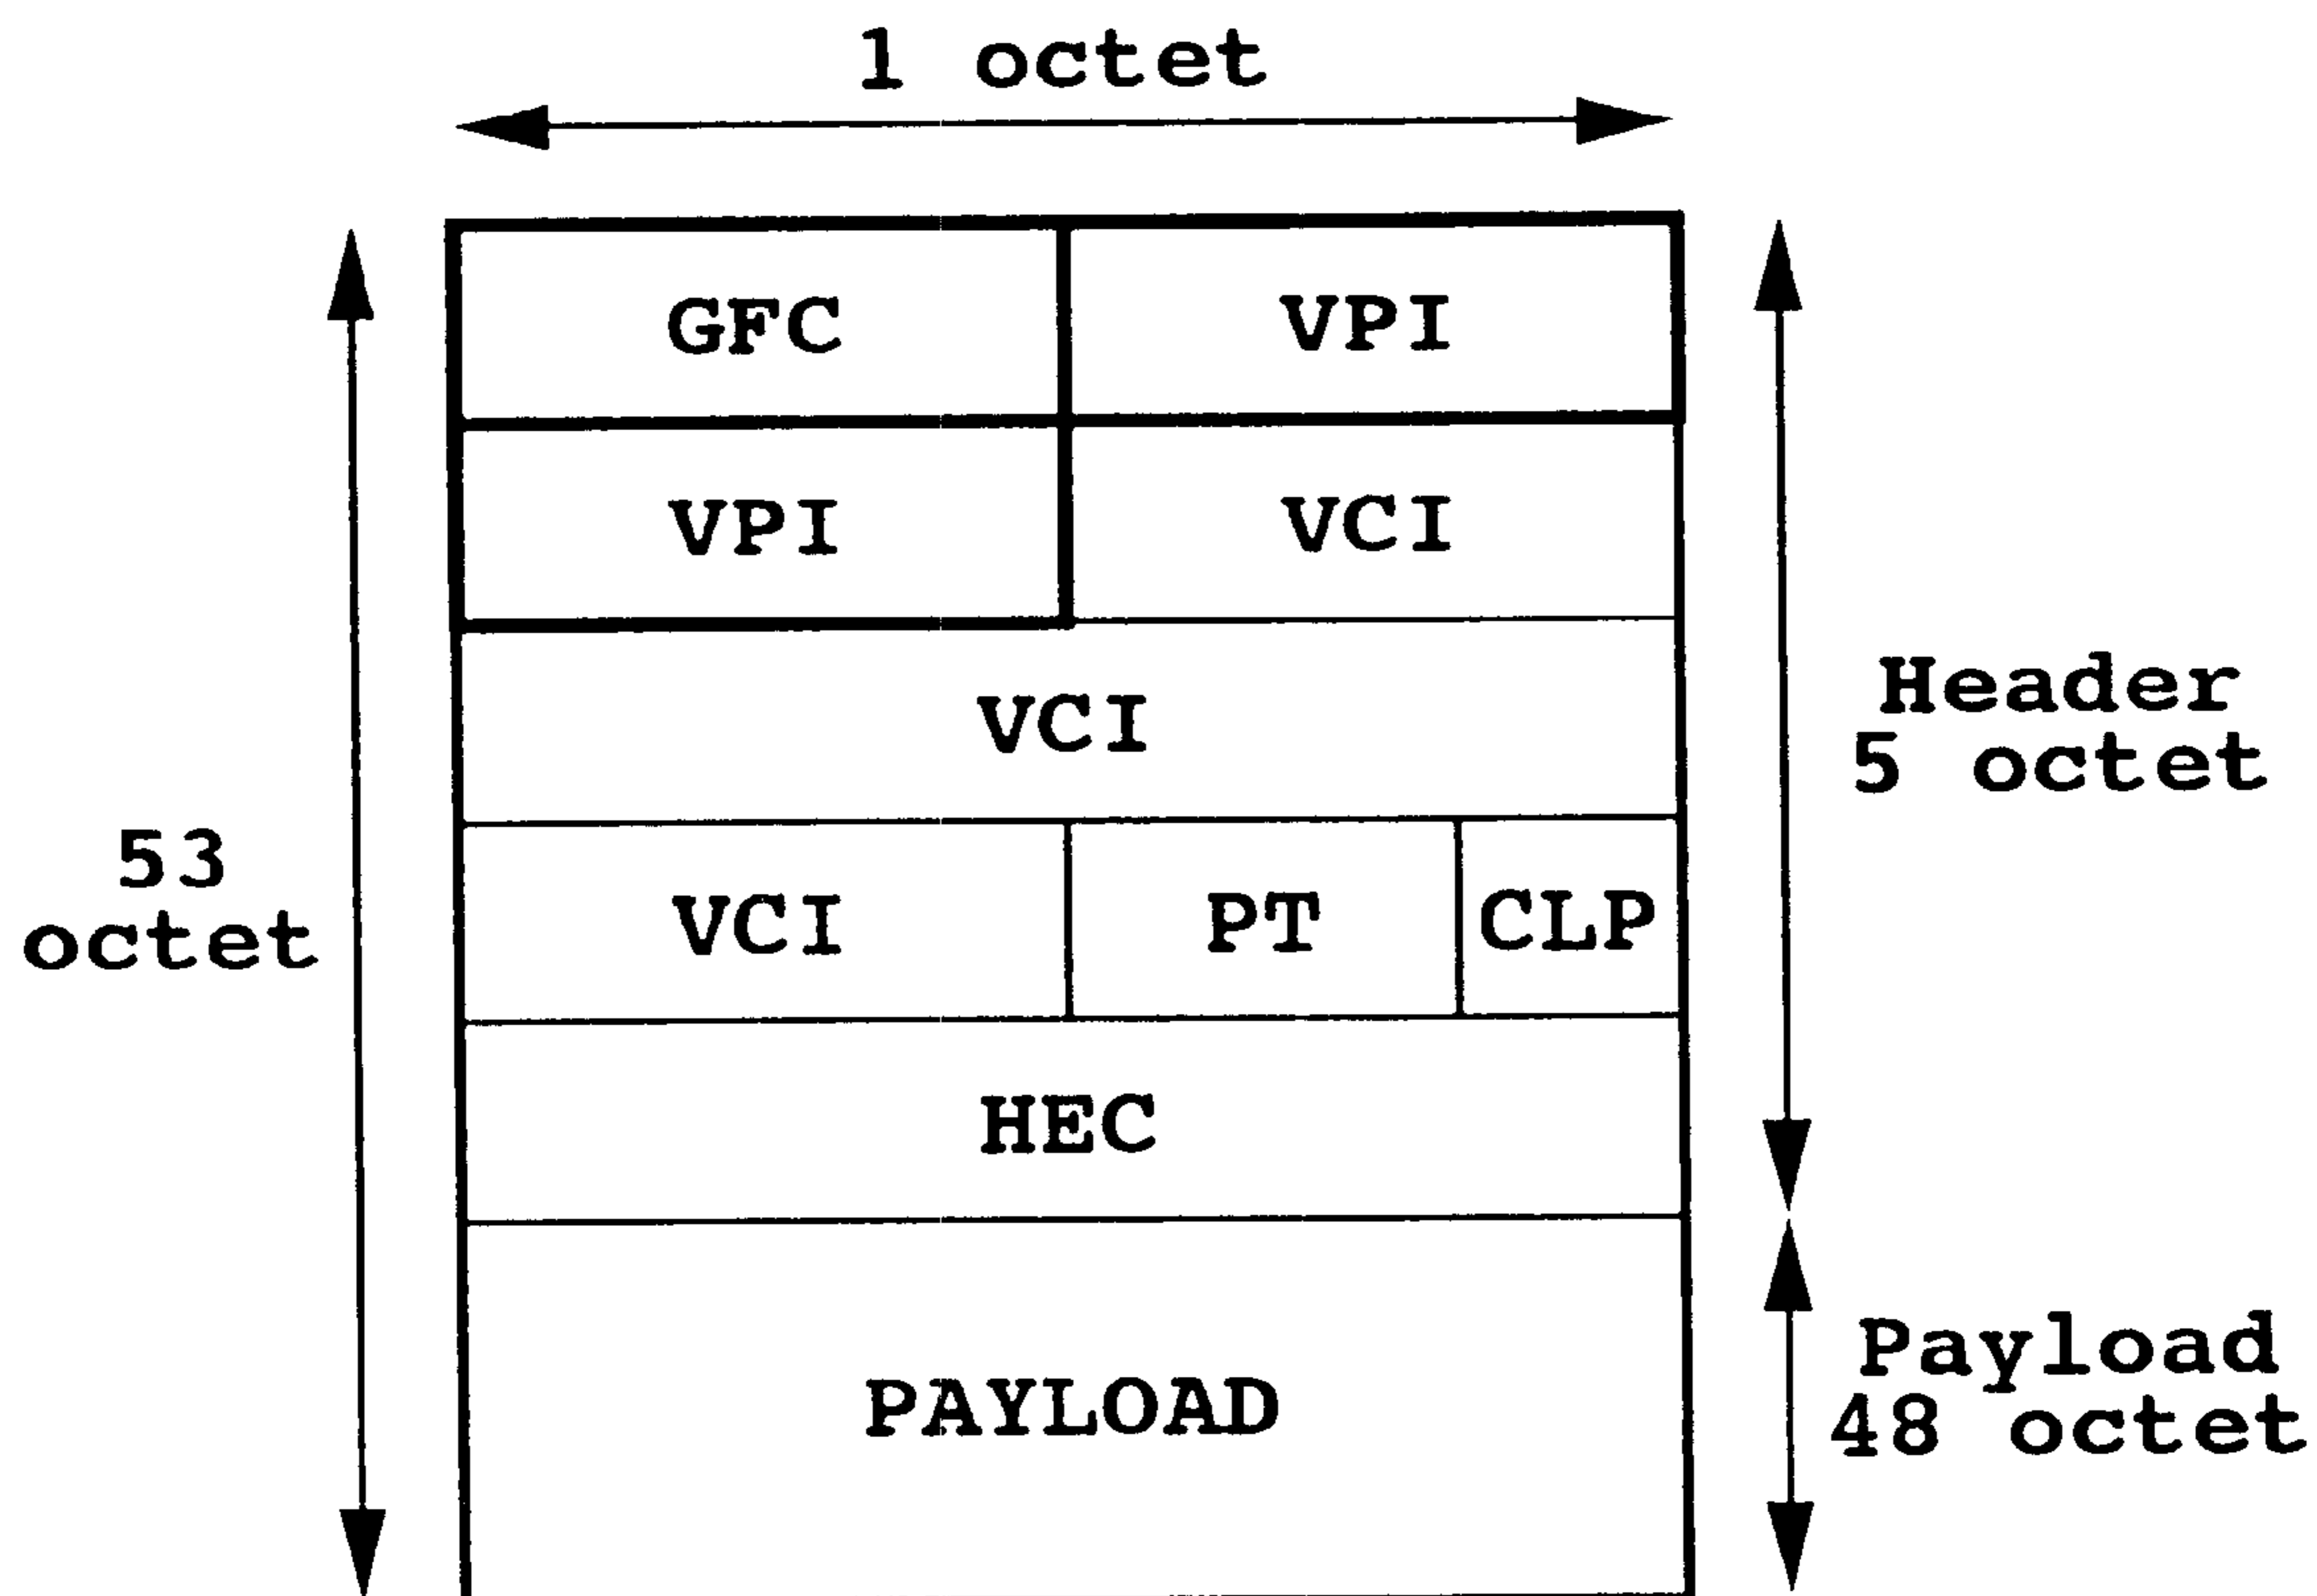 1 octet
GFC VPI
VPI VCI
VCI
Header
5 octet
53
octet
VCI PT CLP
HEC
PAYLOAD
Payload
48 octet